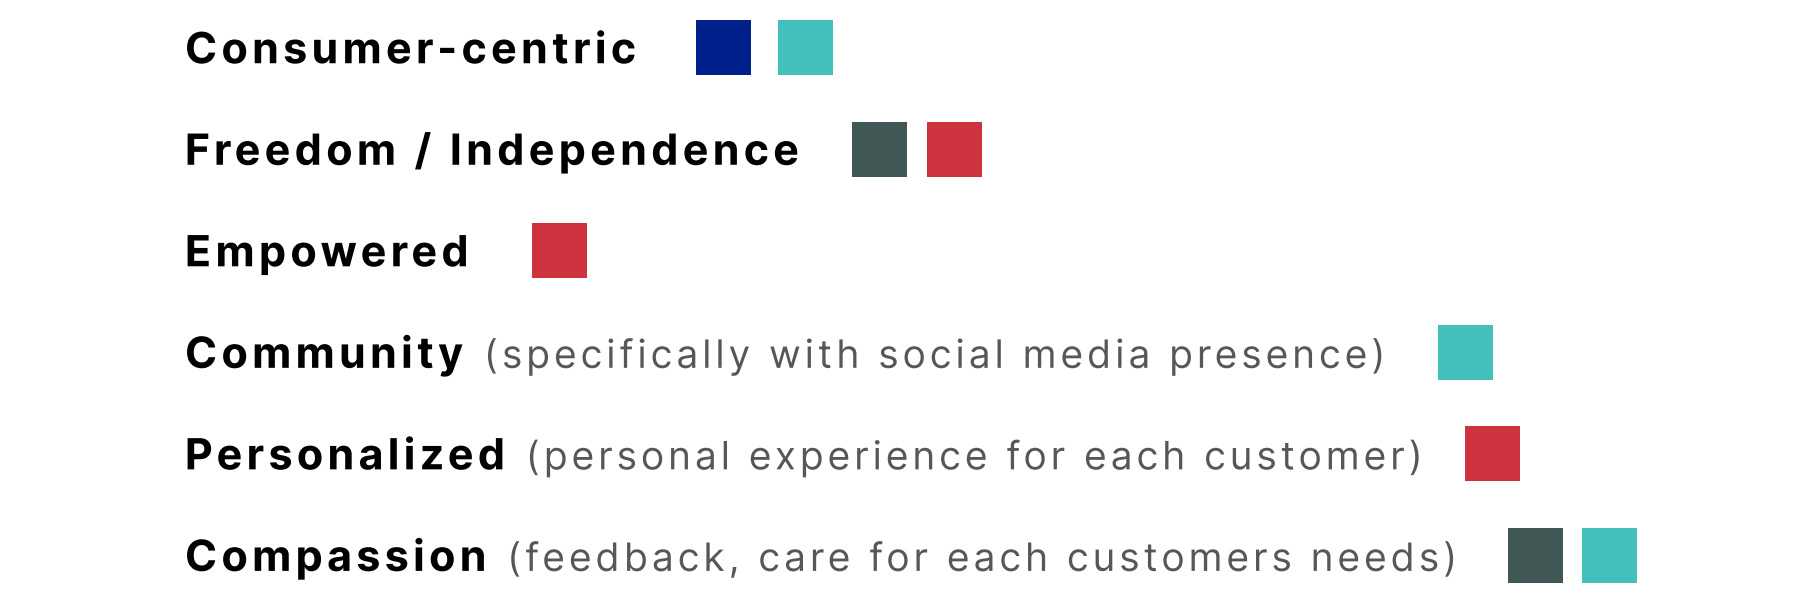 Consumer-centric
Freedom / Independence
Empowered
Community (specifically with social media presence)
Personalized (personal experience for each customer)
Compassion (feedback, care for each customers needs)